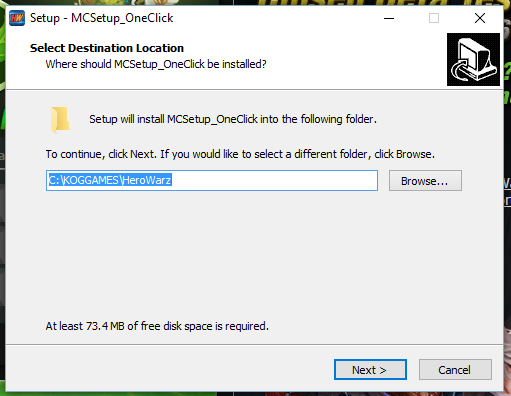 Setup - MCSetup_OneClick
Select Destination Location
Where should MCSetup_OneClick be installed?
Setup will install MCSetup_OneClick into the following folder.
To continue, click Next. If you would like to select a different folder, click Browse.
C:\KOGGAMES\HeroWarz
Browse...
At least 73.4 MB of free disk space is required.
Next >
Cancel